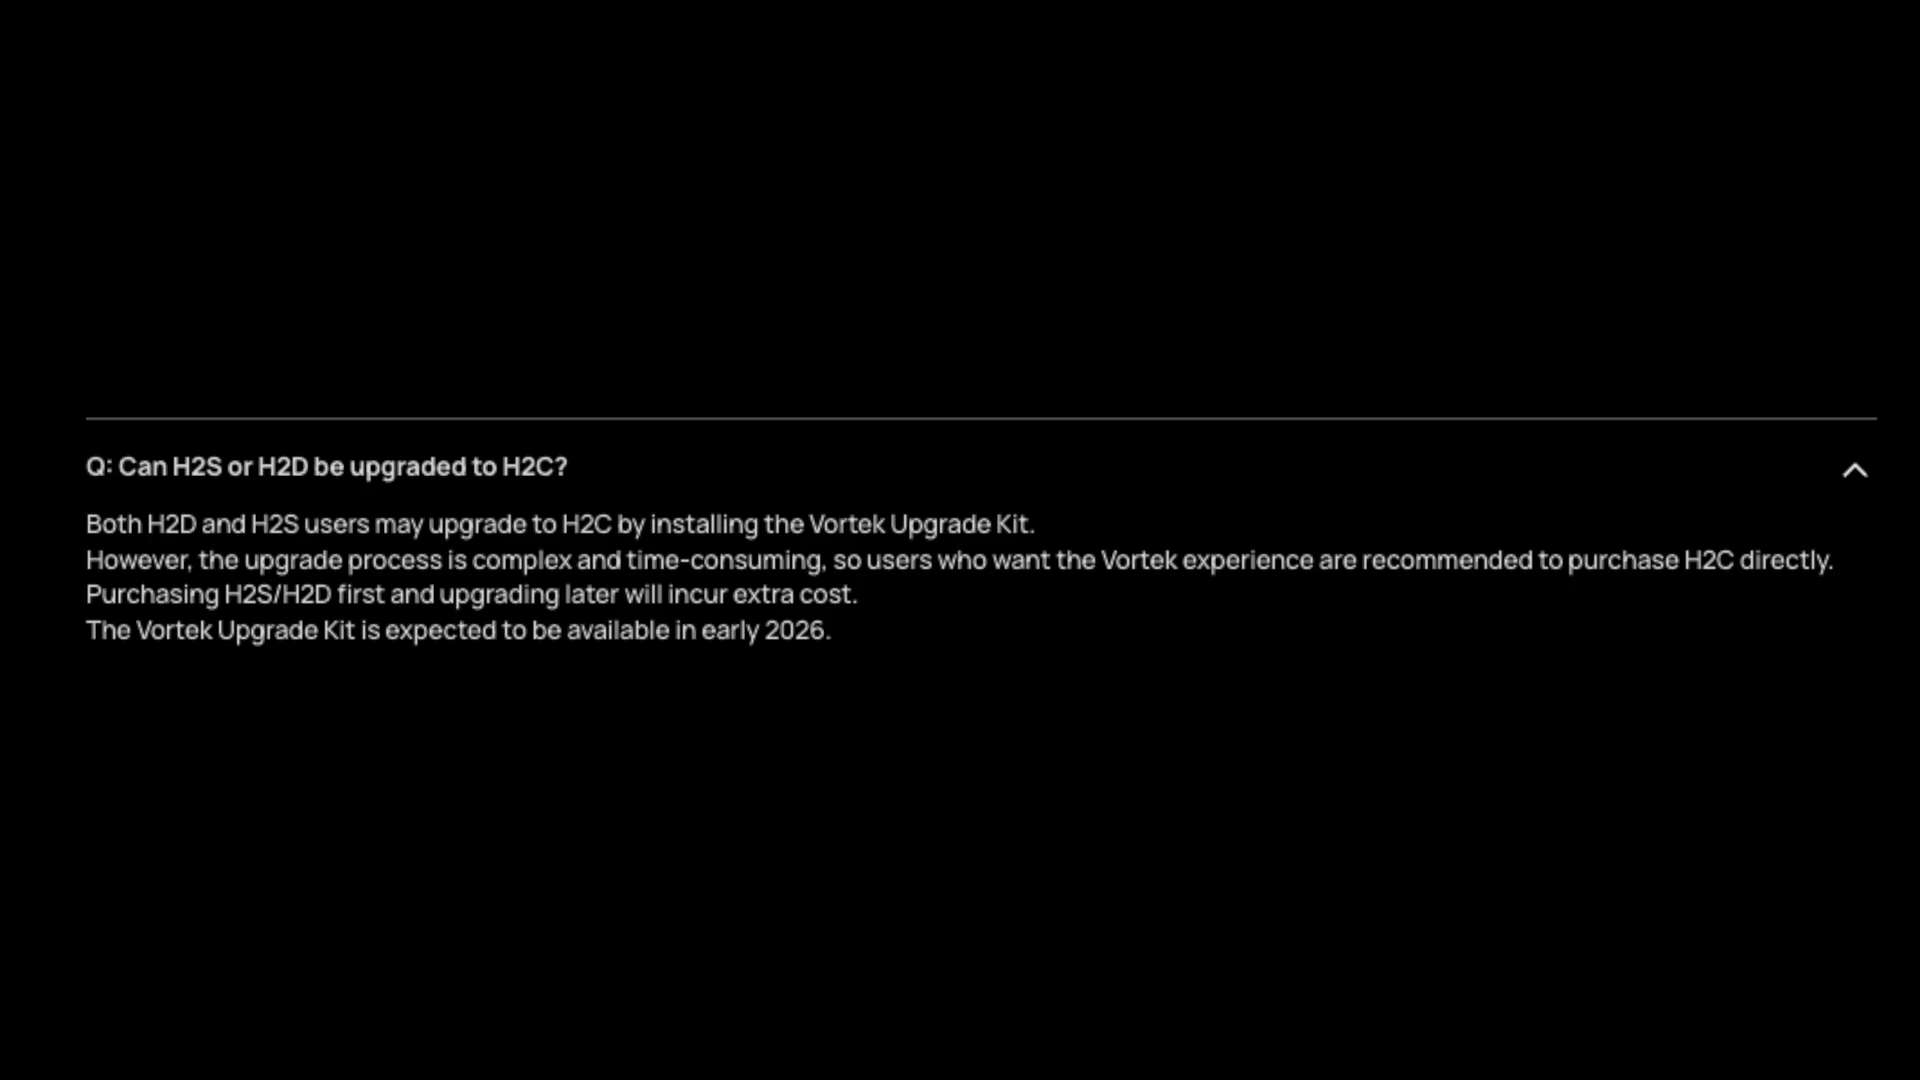 Q: Can H2S or H2D be upgraded to H2C?
Both H2D and H2S users may upgrade to H2C by installing the Vortek Upgrade Kit.
However, the upgrade process is complex and time-consuming, so users who want the Vortek experience are recommended to purchase H2C directly.
Purchasing H2S/H2D first and upgrading later will incur extra cost.
The Vortek Upgrade Kit is expected to be available in early 2026.